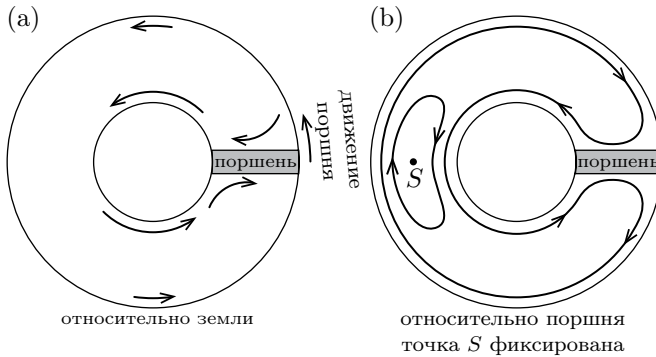 (a)
(b)
поршень
движение
поршня
поршень
S
относительно земли
относительно поршня
точка S фиксирована